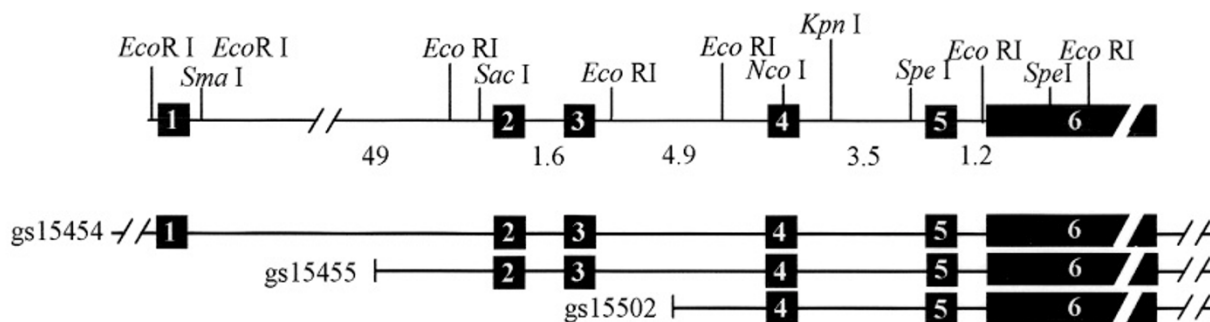 Kpn I
EcoR I EcoR I Eco RI Eco RI Eco RI Eco RI
Sma I Sac I Eco RI Nco I Spe I SpeI
1 2 3 4 5 6
49 1.6 4.9 3.5 1.2
gs15454 1 2 3 4 5 6
gs15455 2 3 4 5 6
gs15502 4 5 6